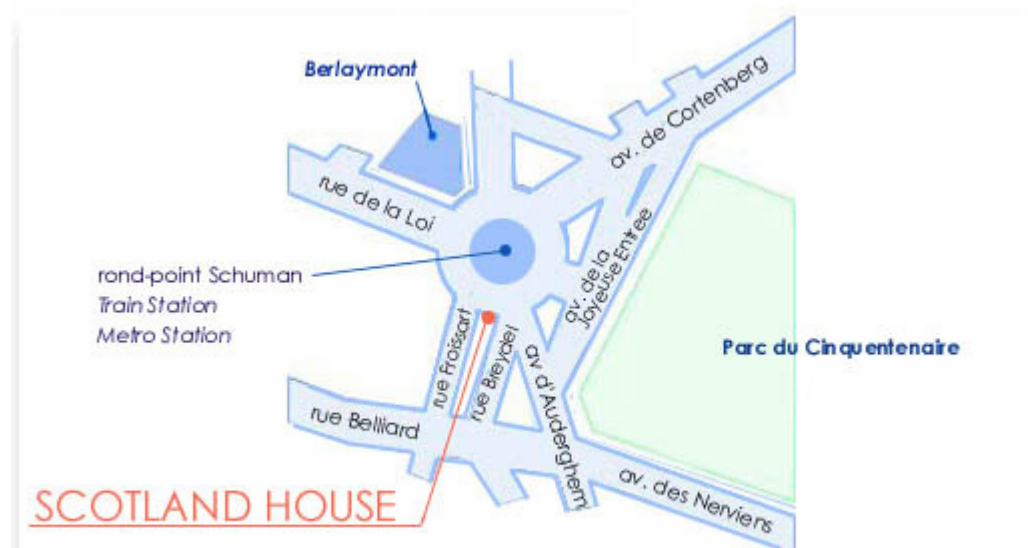 Berlaymont
av. de Cortenberg
rue de la Loi
av. de la
Joyeuse Entree
rond-point Schuman
Train Station
Metro Station
rue Froissart
rue Breydel
av d'Auderghem
Parc du Cinquentenaire
rue Belliard
av. des Nerviens
SCOTLAND HOUSE